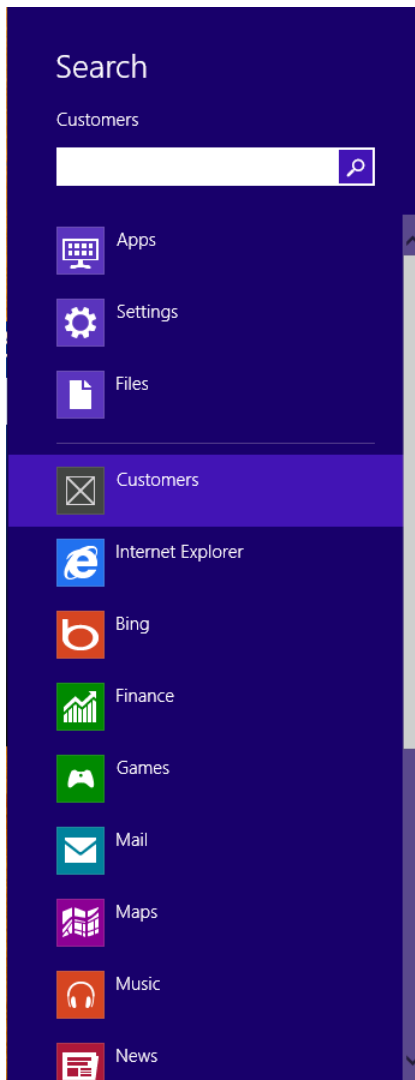 Search
Customers
Apps
Settings
Files
Customers
Internet Explorer
Bing
Finance
Games
Mail
Maps
Music
News